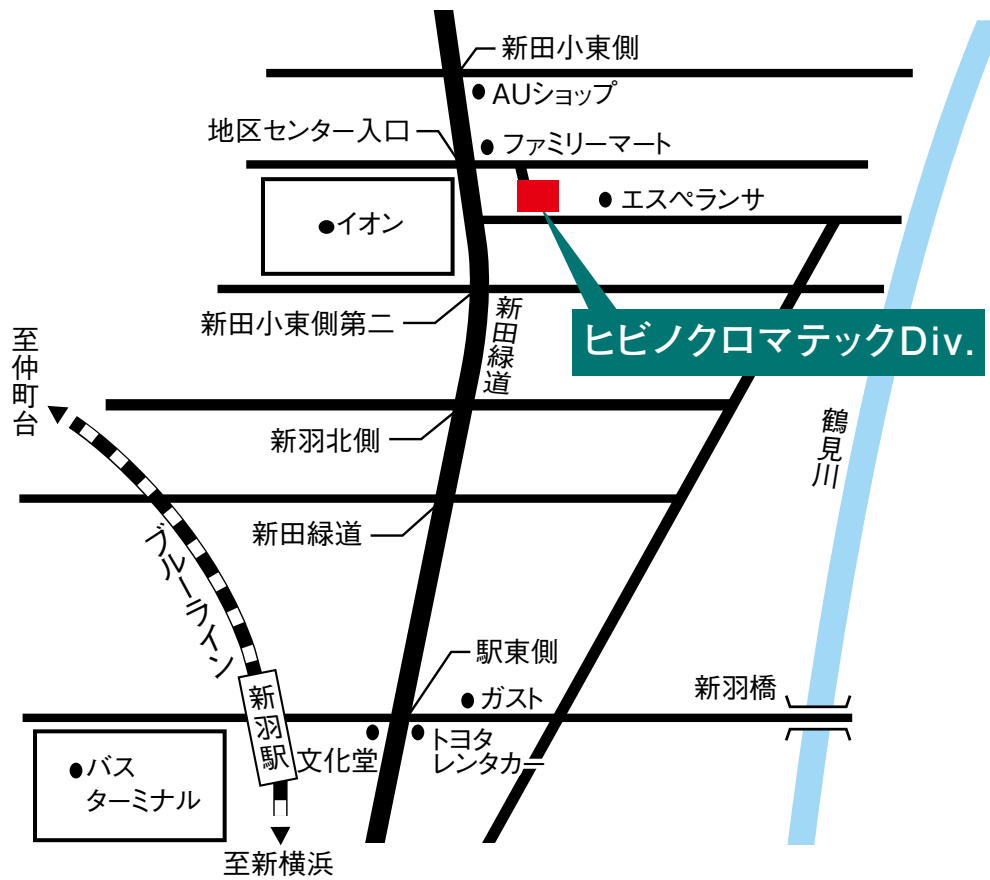 新田小東側
AUショップ
地区センター入口
ファミリーマート
エスペランサ
イオン
新田小東側第二
新田緑道
ヒビノクロマテックDiv.
至仲町台
新羽北側
鶴見川
新田緑道
ブルーライン
駅東側
新羽橋
ガスト
新羽駅
文化堂
トヨタ
レンタカー
バス
ターミナル
至新横浜